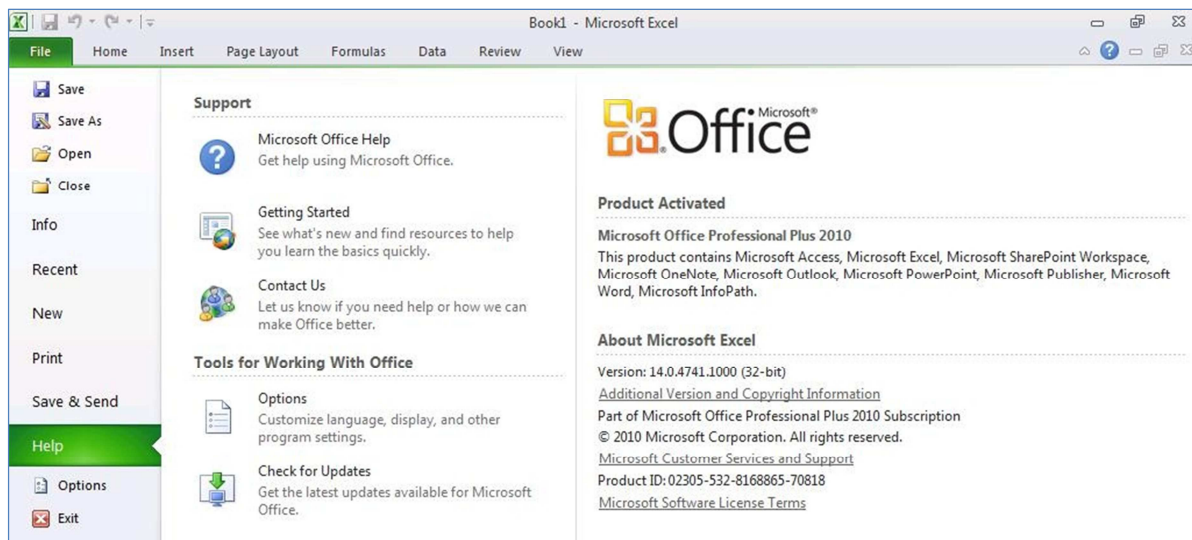 Book1 - Microsoft Excel
File Home Insert Page Layout Formulas Data Review View
Save
Save As
Open
Close
Info
Recent
New
Print
Save & Send
Help
Options
Exit
Support
Microsoft Office Help
Get help using Microsoft Office.
Getting Started
See what's new and find resources to help
you learn the basics quickly.
Contact Us
Let us know if you need help or how we can
make Office better.
Tools for Working With Office
Options
Customize language, display, and other
program settings.
Check for Updates
Get the latest updates available for Microsoft
Office.
Microsoft®
Office
Product Activated
Microsoft Office Professional Plus 2010
This product contains Microsoft Access, Microsoft Excel, Microsoft SharePoint Workspace,
Microsoft OneNote, Microsoft Outlook, Microsoft PowerPoint, Microsoft Publisher, Microsoft
Word, Microsoft InfoPath.
About Microsoft Excel
Version: 14.0.4741.1000 (32-bit)
Additional Version and Copyright Information
Part of Microsoft Office Professional Plus 2010 Subscription
© 2010 Microsoft Corporation. All rights reserved.
Microsoft Customer Services and Support
Product ID: 02305-532-8168865-70818
Microsoft Software License Terms